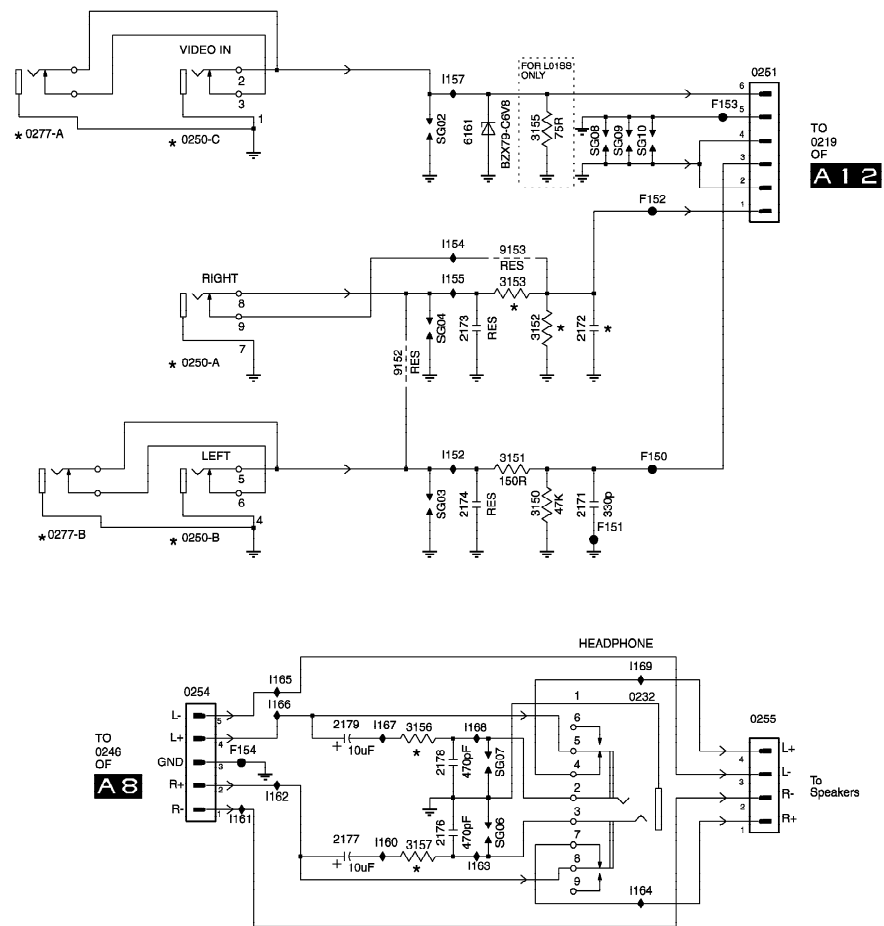 VIDEO IN
2
3
1
* 0277-A
* 0250-C
I157
SG02
6161
BZX79-C6V8
FOR L01SS
ONLY
3155
75R
SG08
SG09
SG10
F153
0251
6
5
4
3
2
1
TO
0219
OF
A12
F152
I154
9153
RES
RIGHT
8
9
7
* 0250-A
I155
3153
*
SG04
2173
RES
3152
*
2172
*
9152
RES
LEFT
5
6
4
* 0277-B
* 0250-B
I152
3151
150R
F150
SG03
2174
RES
3150
47K
2171
330p
F151
HEADPHONE
I169
0254
I165
I166
1
0232
0255
L-
5
2179
I167
3156
I168
6
TO
0246
OF
A8
L+
4
+
10uF
*
5
L+
4
GND
3
F154
2178
470pF
SG07
4
L-
3
R+
2
I162
2
R-
2
To
Speakers
R-
1
I161
2176
470pF
SG06
3
R+
1
2177
I160
3157
7
+
10uF
*
I163
8
9
I164